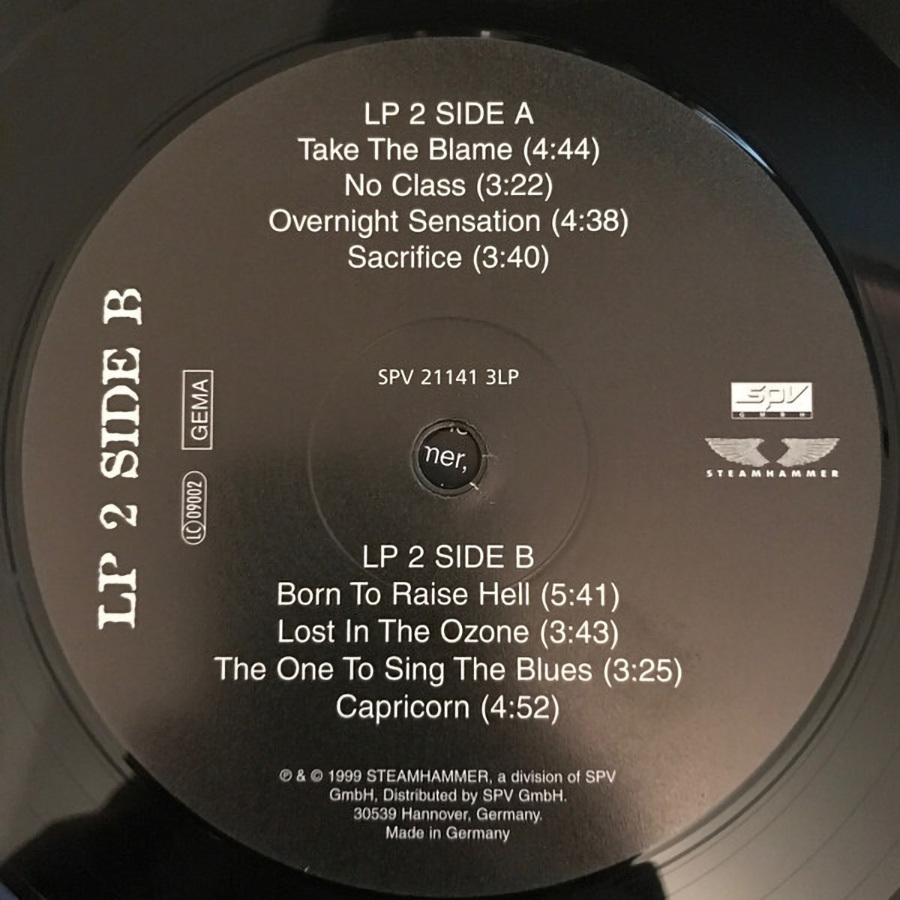 LP 2 SIDE A
Take The Blame (4:44)
No Class (3:22)
Overnight Sensation (4:38)
Sacrifice (3:40)
LP 2 SIDE B
GEMA
LC 09002
SPV 21141 3LP
spv
GMBH
STEAMHAMMER
ner,
LP 2 SIDE B
Born To Raise Hell (5:41)
Lost In The Ozone (3:43)
The One To Sing The Blues (3:25)
Capricorn (4:52)
℗ & © 1999 STEAMHAMMER, a division of SPV
GmbH, Distributed by SPV GmbH.
30539 Hannover, Germany.
Made in Germany